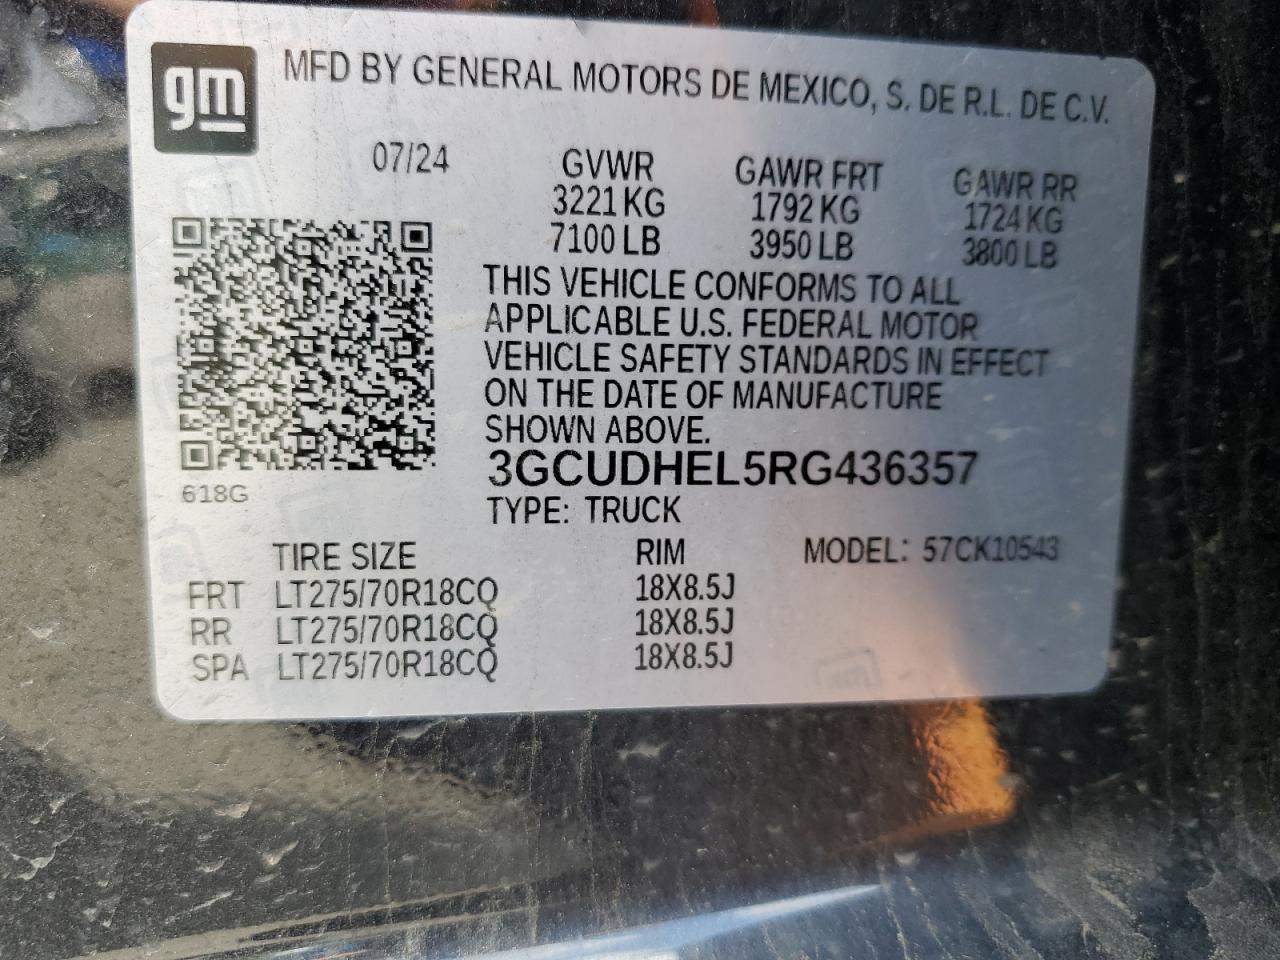 gm
MFD BY GENERAL MOTORS DE MEXICO, S. DE R.L. DE C.V.
07/24 GVWR GAWR FRT GAWR RR
3221 KG 1792 KG 1724 KG
7100 LB 3950 LB 3800 LB
THIS VEHICLE CONFORMS TO ALL
APPLICABLE U.S. FEDERAL MOTOR
VEHICLE SAFETY STANDARDS IN EFFECT
ON THE DATE OF MANUFACTURE
SHOWN ABOVE.
3GCUDHEL5RG436357
618G
TYPE: TRUCK
TIRE SIZE RIM MODEL: 57CK10543
FRT LT275/70R18CQ 18X8.5J
RR LT275/70R18CQ 18X8.5J
SPA LT275/70R18CQ 18X8.5J